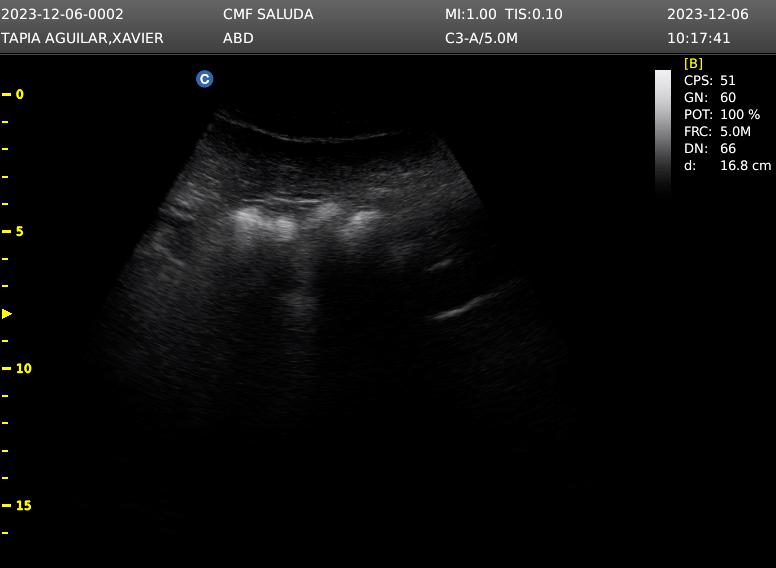 2023-12-06-0002 CMF SALUDA MI:1.00 TIS:0.10 2023-12-06
TAPIA AGUILAR,XAVIER ABD C3-A/5.0M 10:17:41
C
[B]
CPS: 51
GN: 60
POT: 100 %
FRC: 5.0M
DN: 66
d: 16.8 cm
0
5
10
15